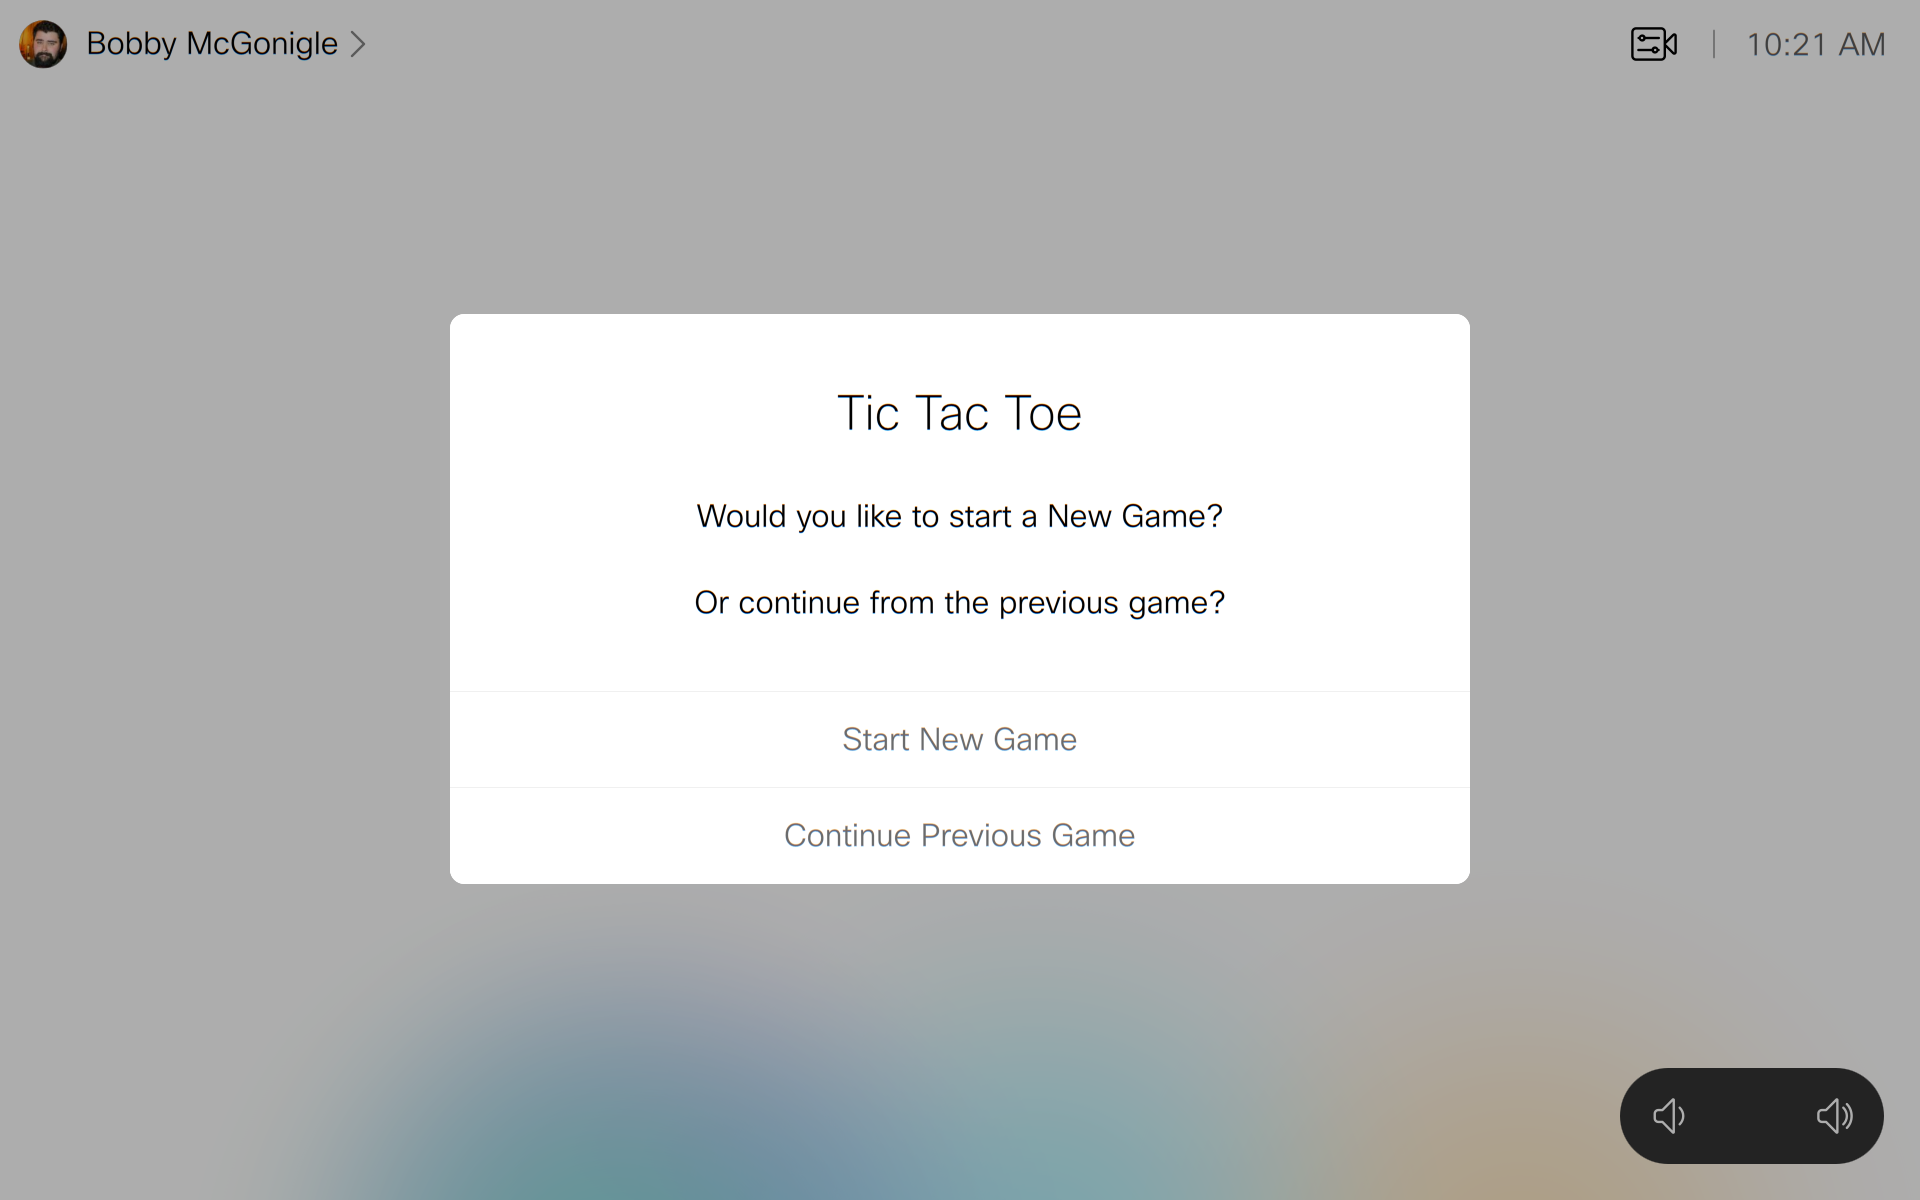 Bobby McGonigle
10:21 AM
Tic Tac Toe
Would you like to start a New Game?
Or continue from the previous game?
Start New Game
Continue Previous Game